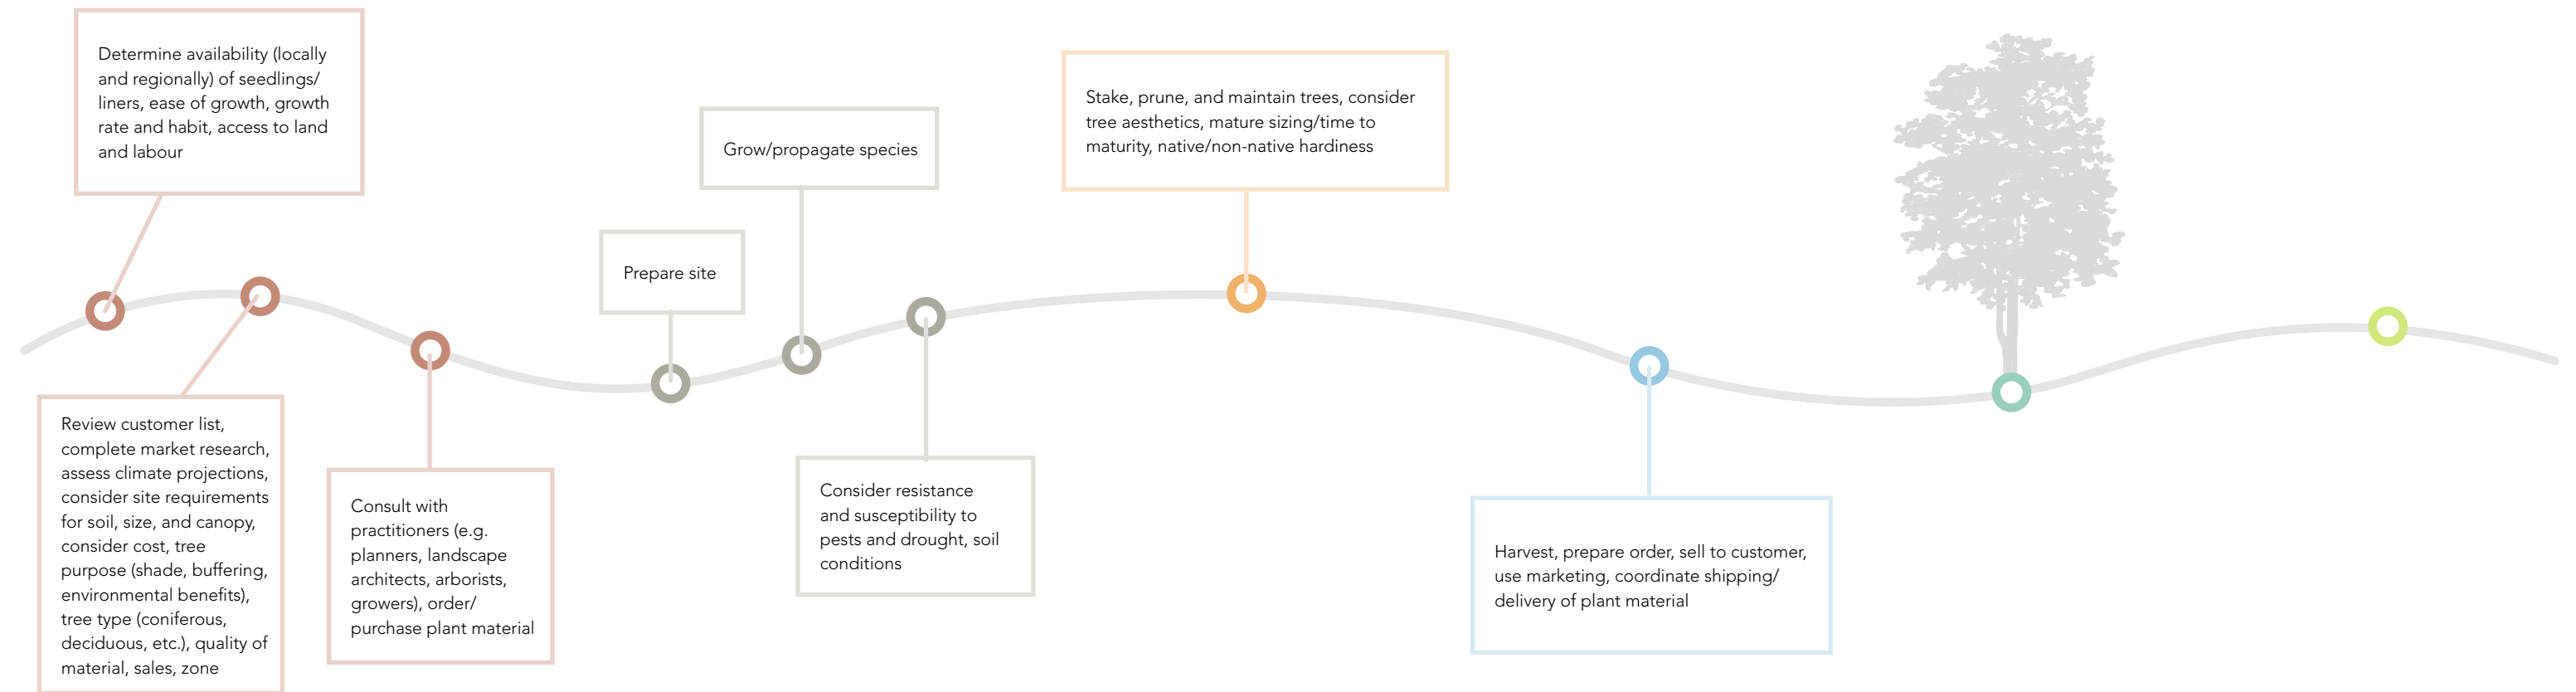 Determine availability (locally
and regionally) of seedlings/
liners, ease of growth, growth
rate and habit, access to land
and labour
Review customer list,
complete market research,
assess climate projections,
consider site requirements
for soil, size, and canopy,
consider cost, tree
purpose (shade, buffering,
environmental benefits),
tree type (coniferous,
deciduous, etc.), quality of
material, sales, zone
Consult with
practitioners (e.g.
planners, landscape
architects, arborists,
growers), order/
purchase plant material
Prepare site
Grow/propagate species
Consider resistance
and susceptibility to
pests and drought, soil
conditions
Stake, prune, and maintain trees, consider
tree aesthetics, mature sizing/time to
maturity, native/non-native hardiness
Harvest, prepare order, sell to customer,
use marketing, coordinate shipping/
delivery of plant material